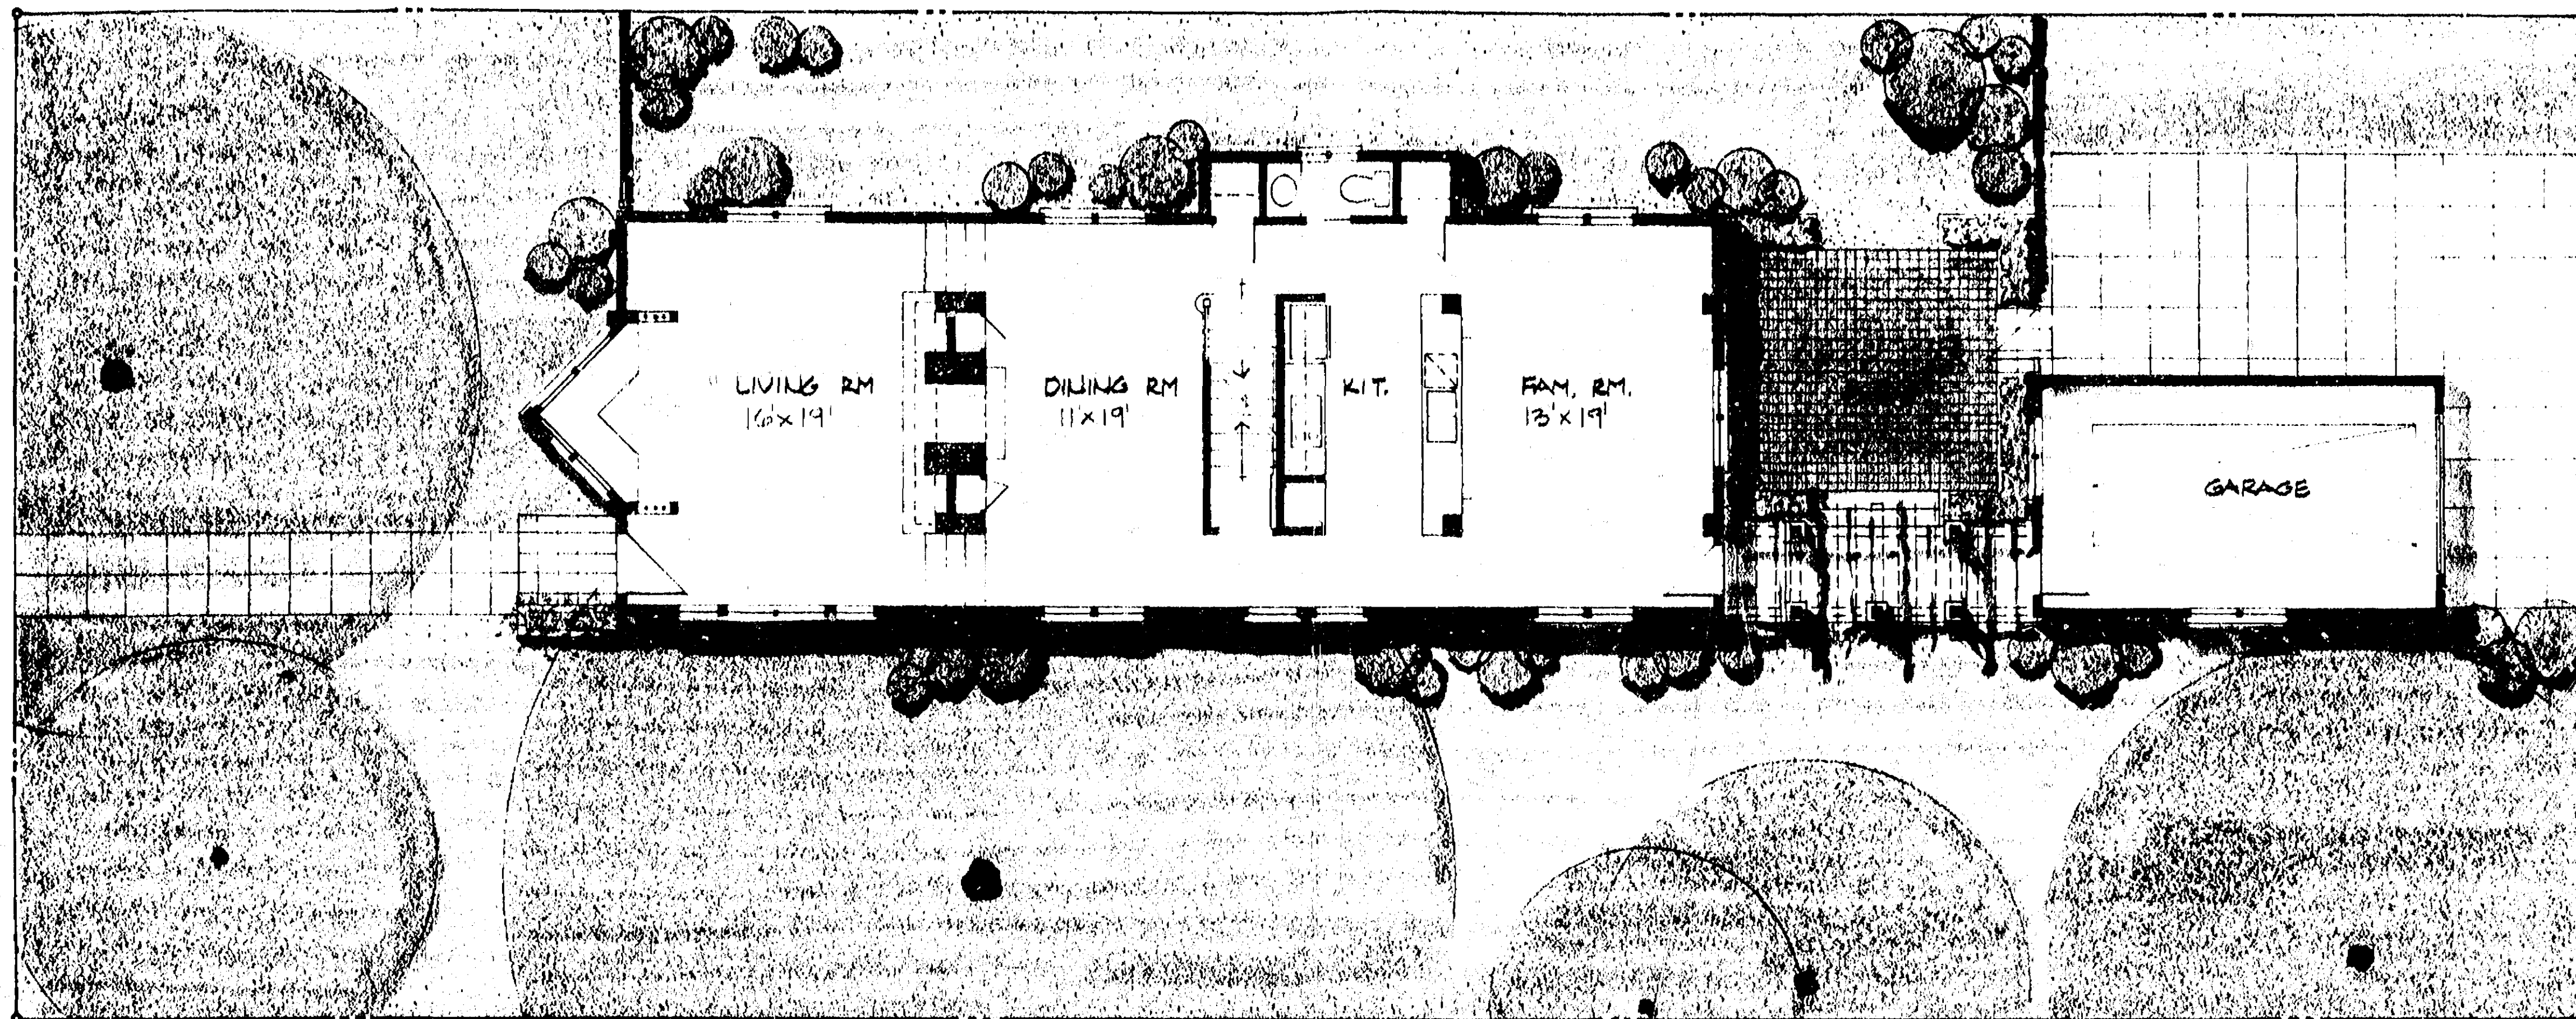 LIVING RM
16'x19'
DINING RM
11'x19'
KIT.
FAM. RM.
13'x19'
GARAGE